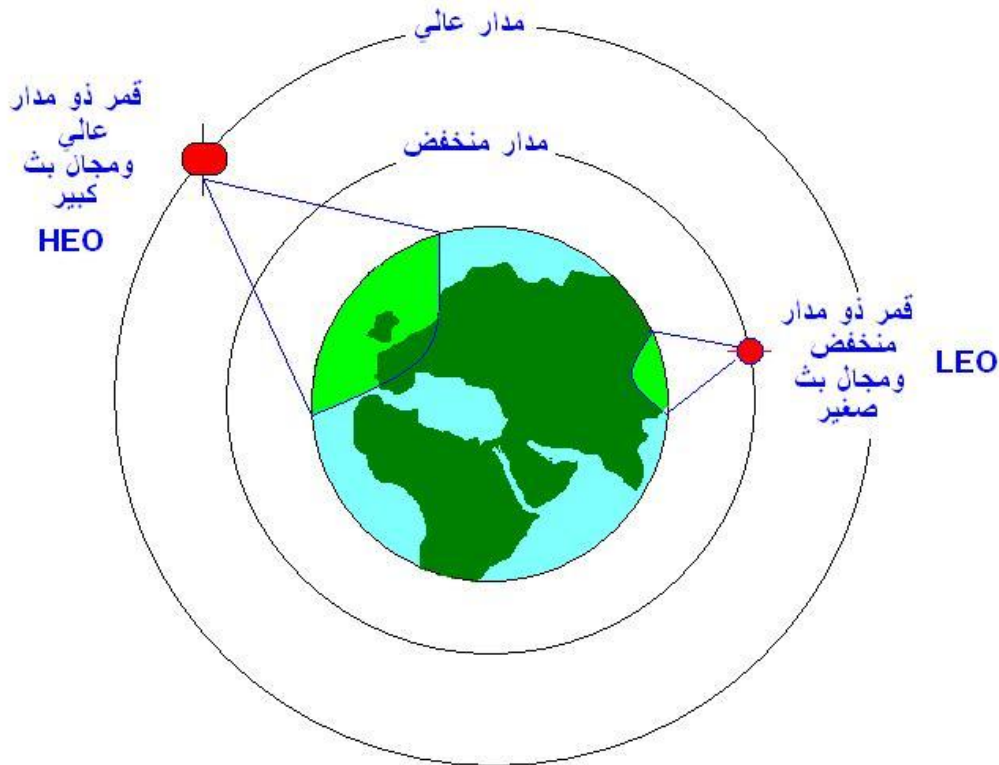 مدار عالي
قمر ذو مدار
عالي
ومجال بث
كبير
HEO
مدار منخفض
قمر ذو مدار
منخفض
ومجال بث
صغير
LEO